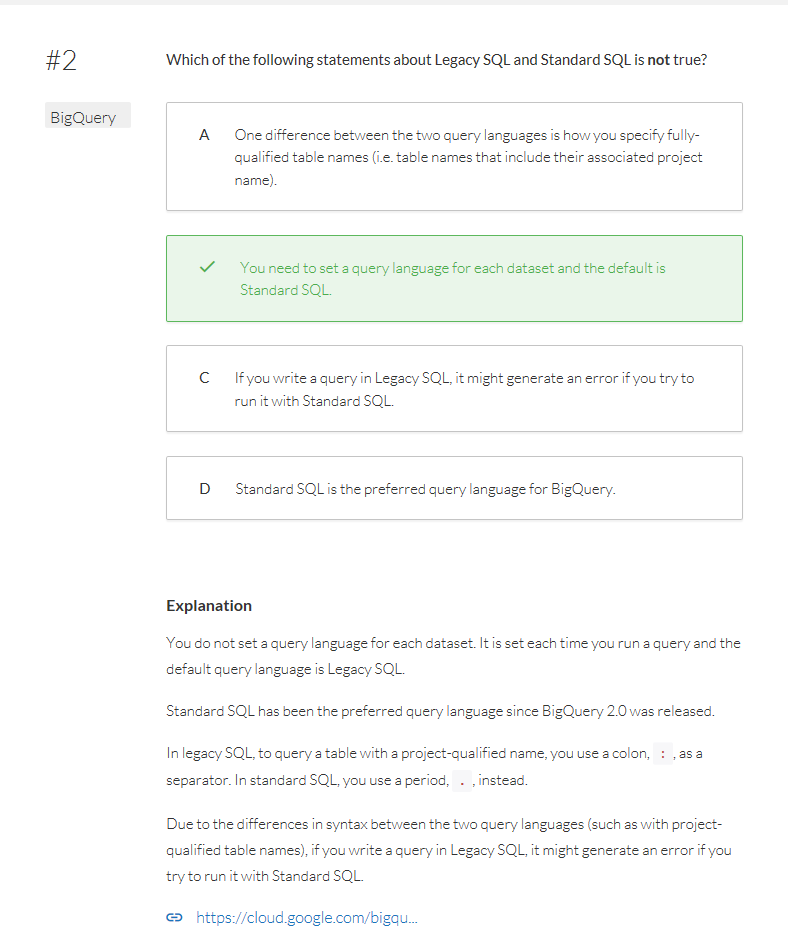 #2
Which of the following statements about Legacy SQL and Standard SQL is not true?
BigQuery
A
One difference between the two query languages is how you specify fully-
qualified table names (i.e. table names that include their associated project
name).
You need to set a query language for each dataset and the default is
Standard SQL.
C
If you write a query in Legacy SQL, it might generate an error if you try to
run it with Standard SQL.
D
Standard SQL is the preferred query language for BigQuery.
Explanation
You do not set a query language for each dataset. It is set each time you run a query and the
default query language is Legacy SQL.
Standard SQL has been the preferred query language since BigQuery 2.0 was released.
In legacy SQL, to query a table with a project-qualified name, you use a colon, : , as a
separator. In standard SQL, you use a period, . , instead.
Due to the differences in syntax between the two query languages (such as with project-
qualified table names), if you write a query in Legacy SQL, it might generate an error if you
try to run it with Standard SQL.
https://cloud.google.com/bigqu...